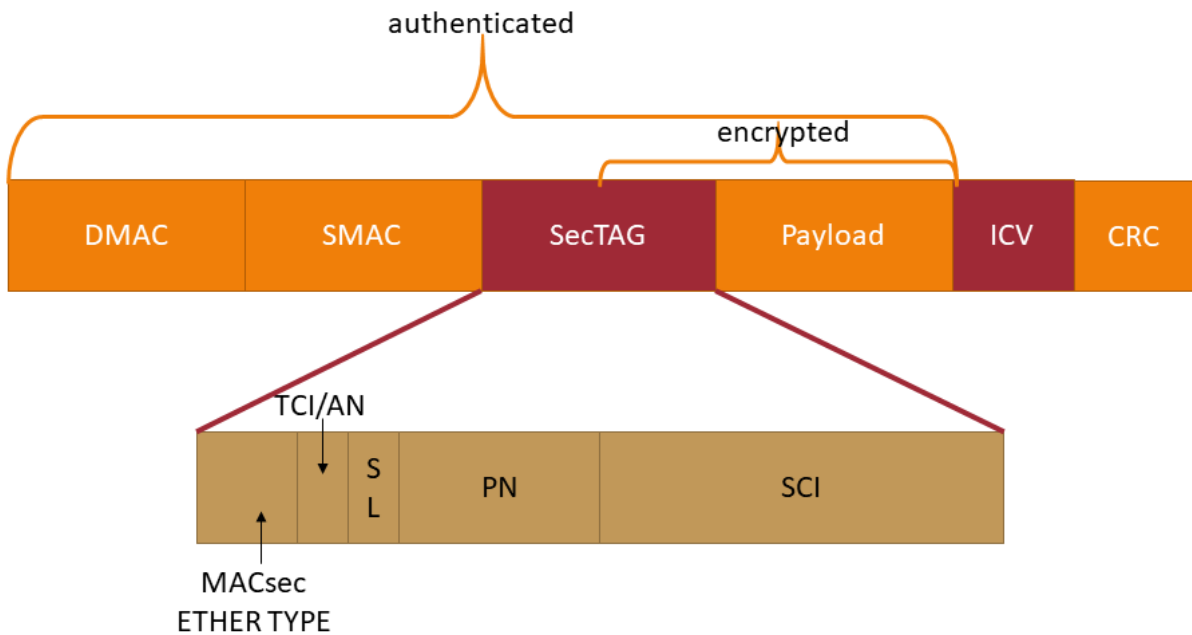 authenticated
encrypted
DMAC SMAC SecTAG Payload ICV CRC
TCI/AN
S
L
PN SCI
MACsec
ETHER TYPE